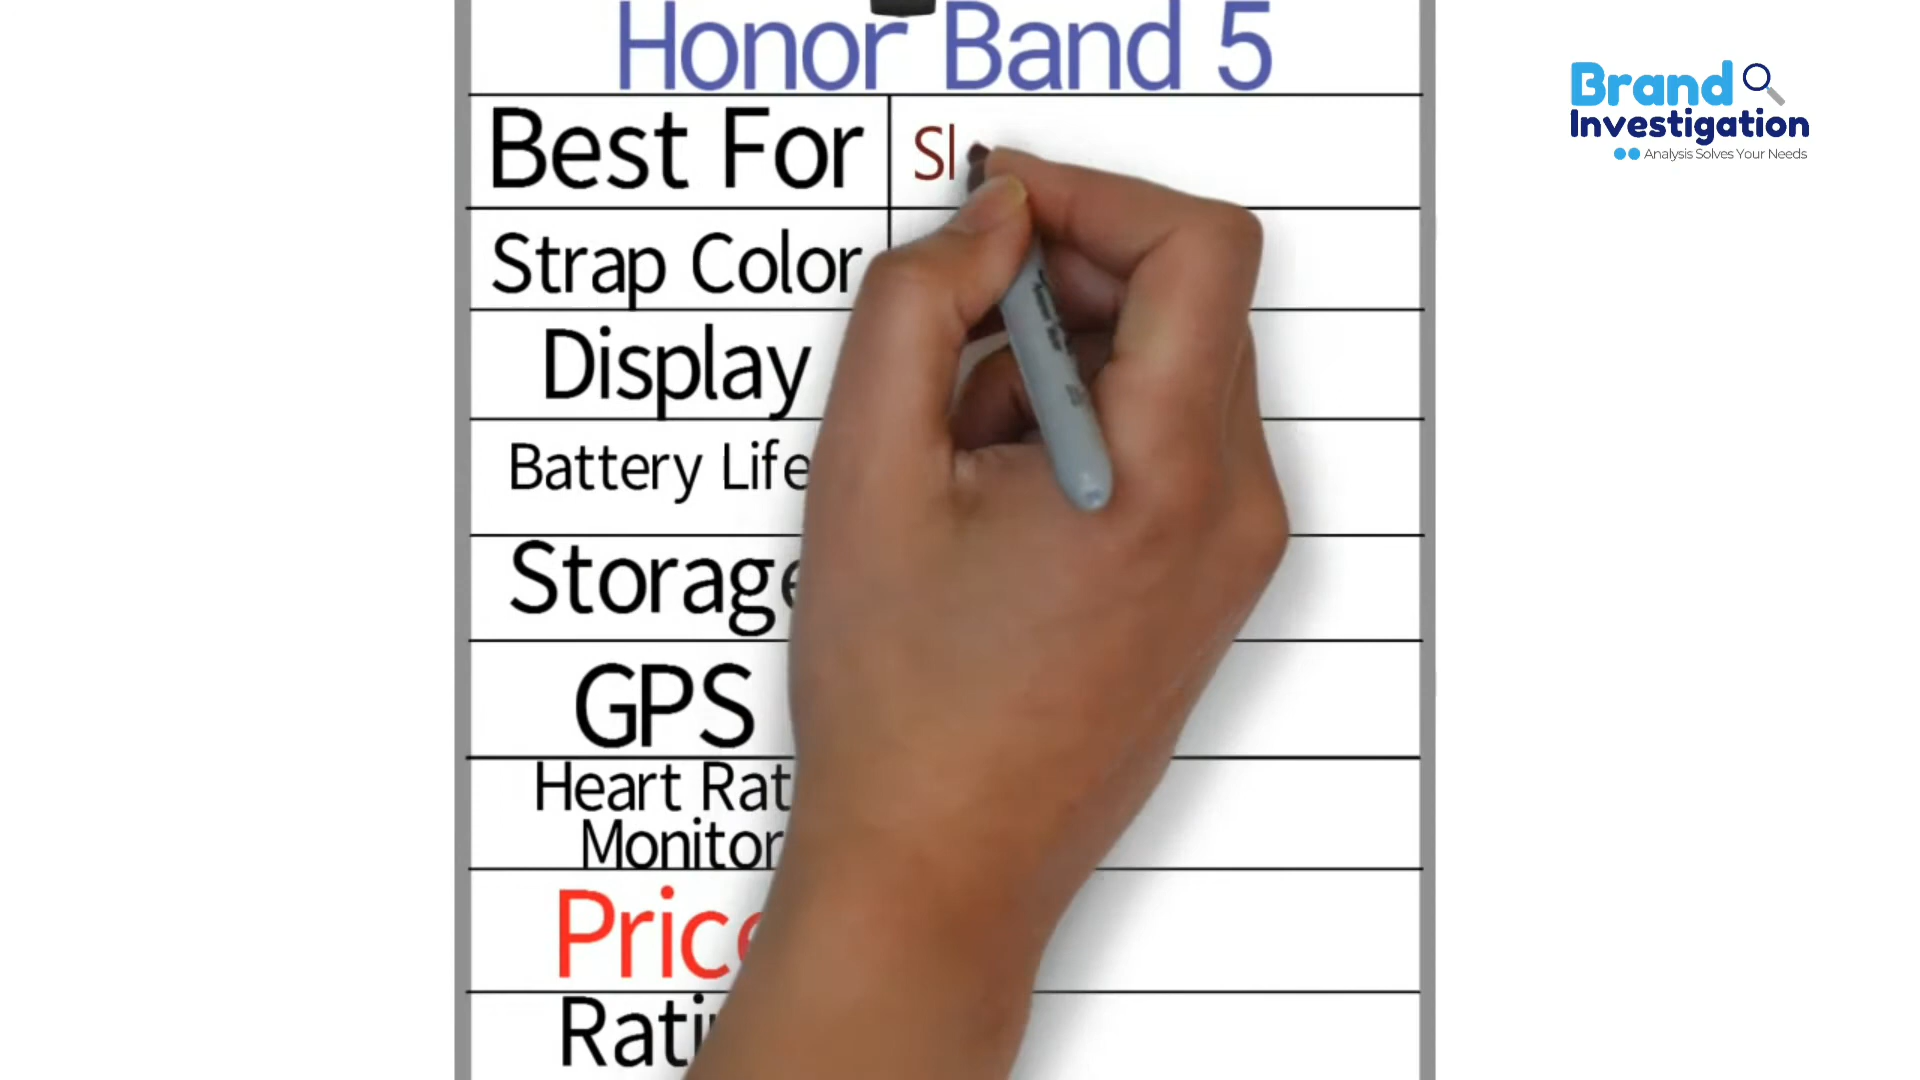 Honor Band 5
Best For
Sl
Strap Color
Display
Battery Life
Storage
GPS
Heart Rat
Monitor
Price
Rati
Brand
Investigation
Analysis Solves Your Needs